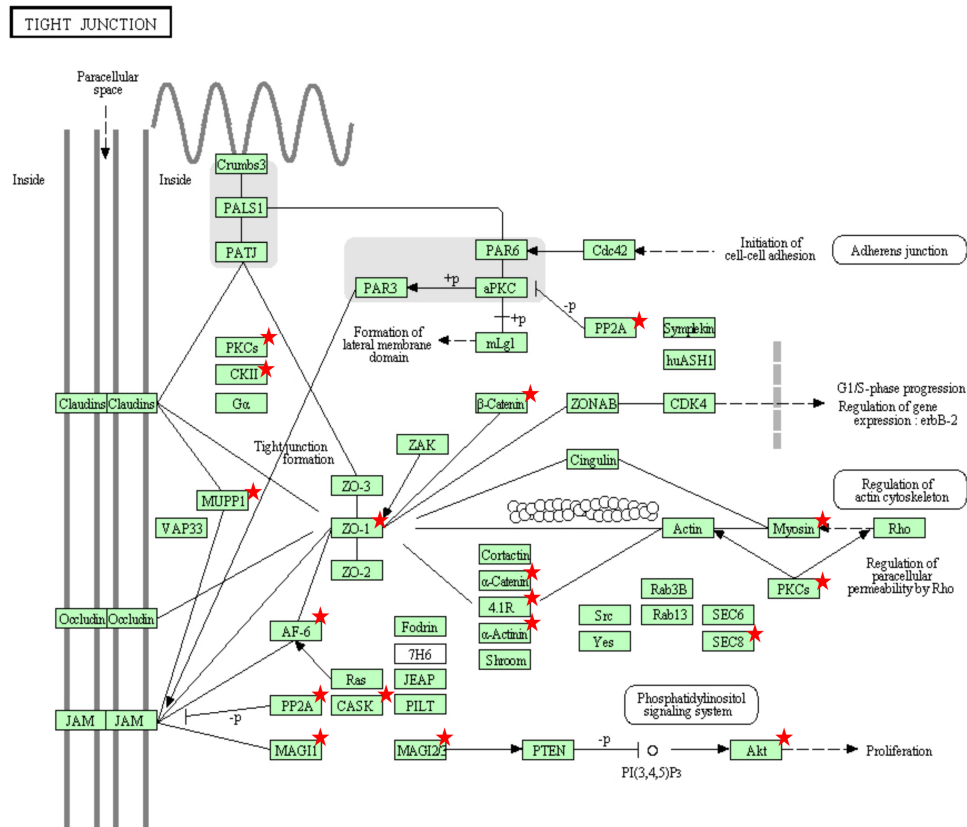 TIGHT JUNCTION
Paracellular
space
Inside
Inside
Crumbs3
PALS1
PATJ
PAR6
Cdc42
Initiation of
cell-cell adhesion
Adherens junction
PAR3
+p
aPKC
-p
+p
PP2A
Symplekin
Formation of
lateral membrane
domain
mLgl
huASH1
PKCs
CKII
Gα
Claudins
Claudins
β-Catenin
ZONAB
CDK4
G1/S-phase progression
Regulation of gene
expression : erbB-2
Tight junction
formation
ZAK
Cingulin
ZO-3
MUPP1
VAP33
ZO-1
Actin
Myosin
Rho
Regulation of
actin cytoskeleton
ZO-2
Cortactin
α-Catenin
4.1R
α-Actinin
Shroom
PKCs
Regulation of
paracellular
permeability by Rho
Rab3B
Rab13
Src
Yes
SEC6
SEC8
Occludin
Occludin
AF-6
Fodrin
7H6
JEAP
PILT
Ras
CASK
PP2A
-p
JAM
JAM
MAGI1
MAGI2/3
PTEN
-p
PI(3,4,5)P3
Phosphatidylinositol
signaling system
Akt
Proliferation